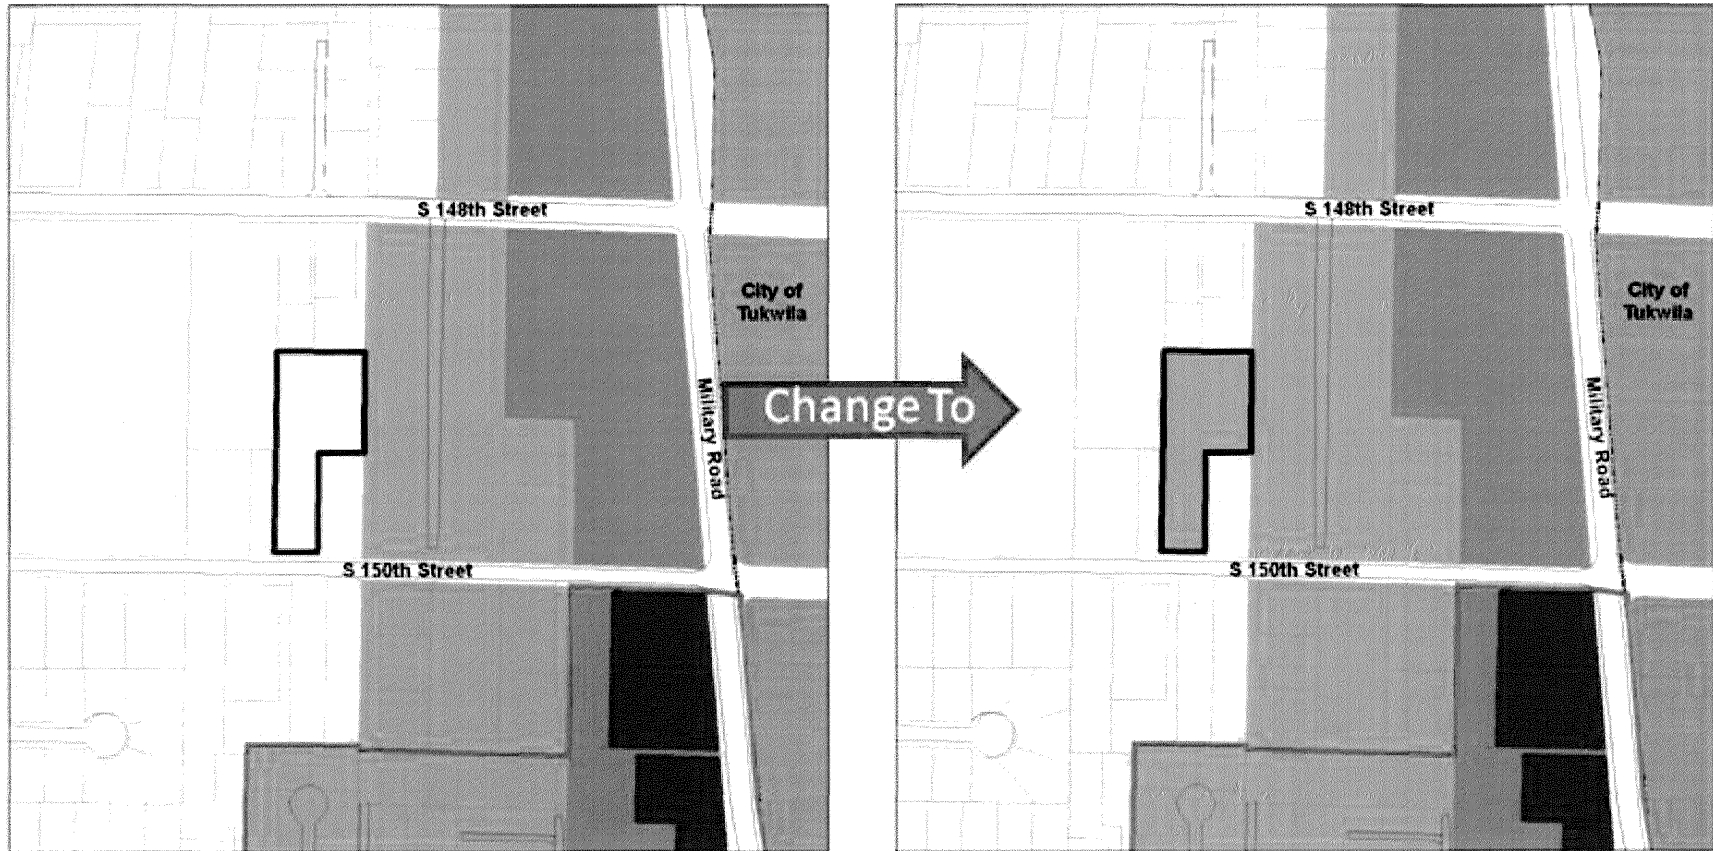 S 148th Street
City of
Tukwila
Military Road
S 150th Street
Change To
S 148th Street
City of
Tukwila
Military Road
S 150th Street